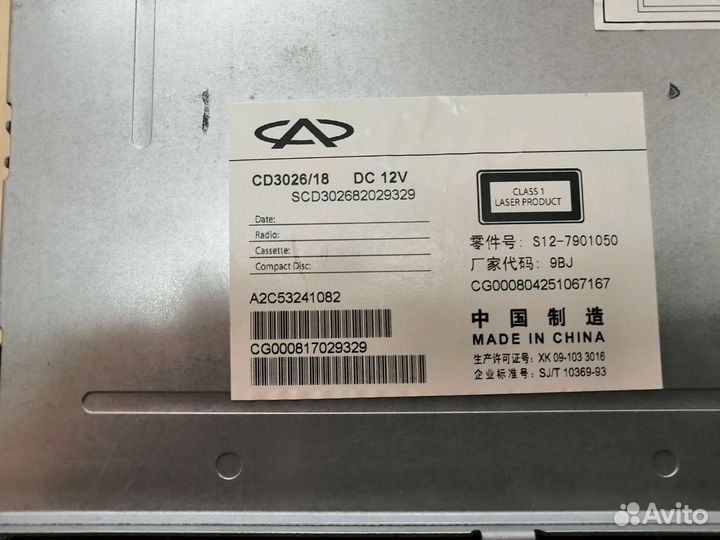 CD3026/18 DC 12V
SCD302682029329
Date:
Radio:
Cassette:
Compact Disc:
A2C53241082
CG000817029329
CLASS 1
LASER PRODUCT
零件号: S12-7901050
厂家代码: 9BJ
CG000804251067167
中国制造
MADE IN CHINA
生产许可证号: XK 09-103 3016
企业标准号: SJ/T 10369-93
Avito